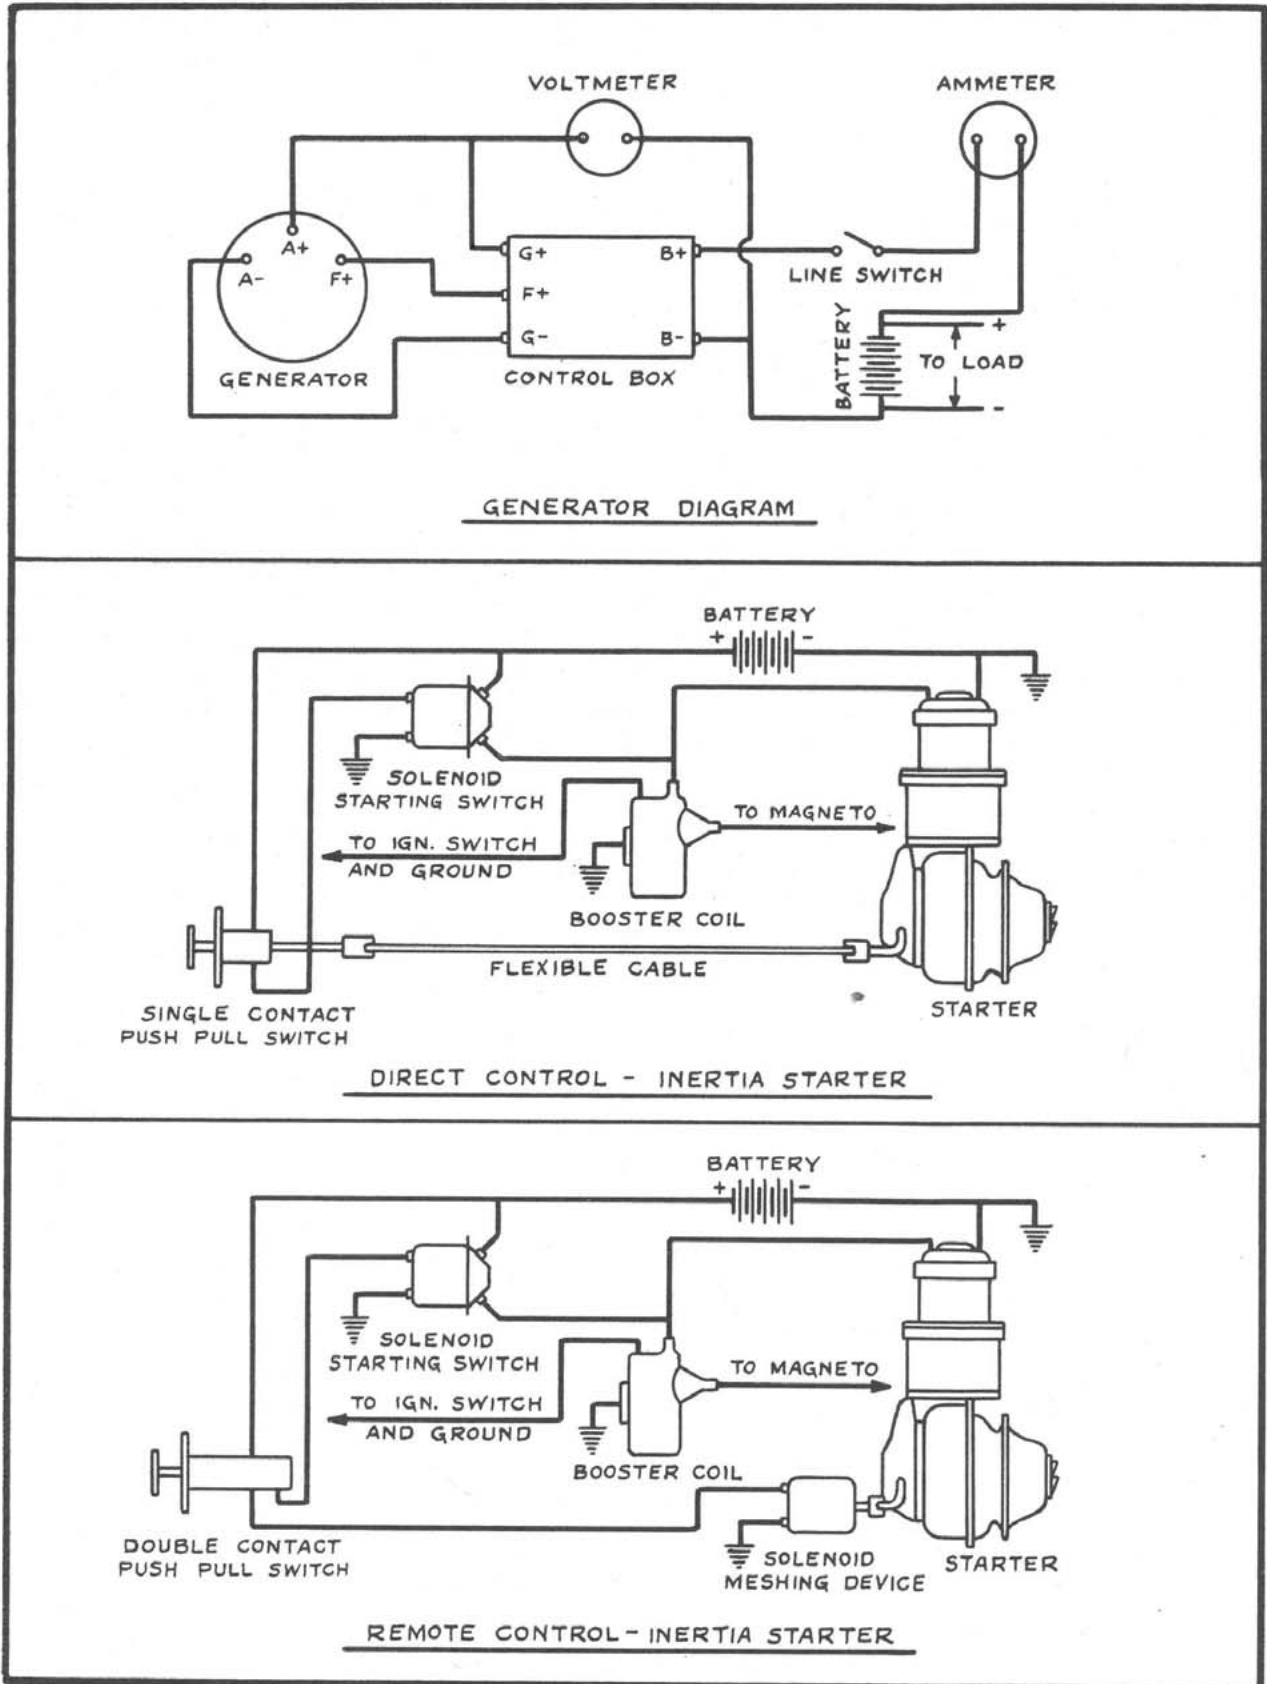 VOLTMETER
AMMETER
A+
A-
F+
G+
B+
F+
G-
B-
LINE SWITCH
GENERATOR
CONTROL BOX
BATTERY
+
TO LOAD
-
GENERATOR DIAGRAM
BATTERY
+ -
SOLENOID
STARTING SWITCH
TO MAGNETO
TO IGN. SWITCH
AND GROUND
BOOSTER COIL
FLEXIBLE CABLE
STARTER
SINGLE CONTACT
PUSH PULL SWITCH
DIRECT CONTROL - INERTIA STARTER
BATTERY
+ -
SOLENOID
STARTING SWITCH
TO MAGNETO
TO IGN. SWITCH
AND GROUND
BOOSTER COIL
DOUBLE CONTACT
PUSH PULL SWITCH
SOLENOID
MESHING DEVICE
STARTER
REMOTE CONTROL - INERTIA STARTER